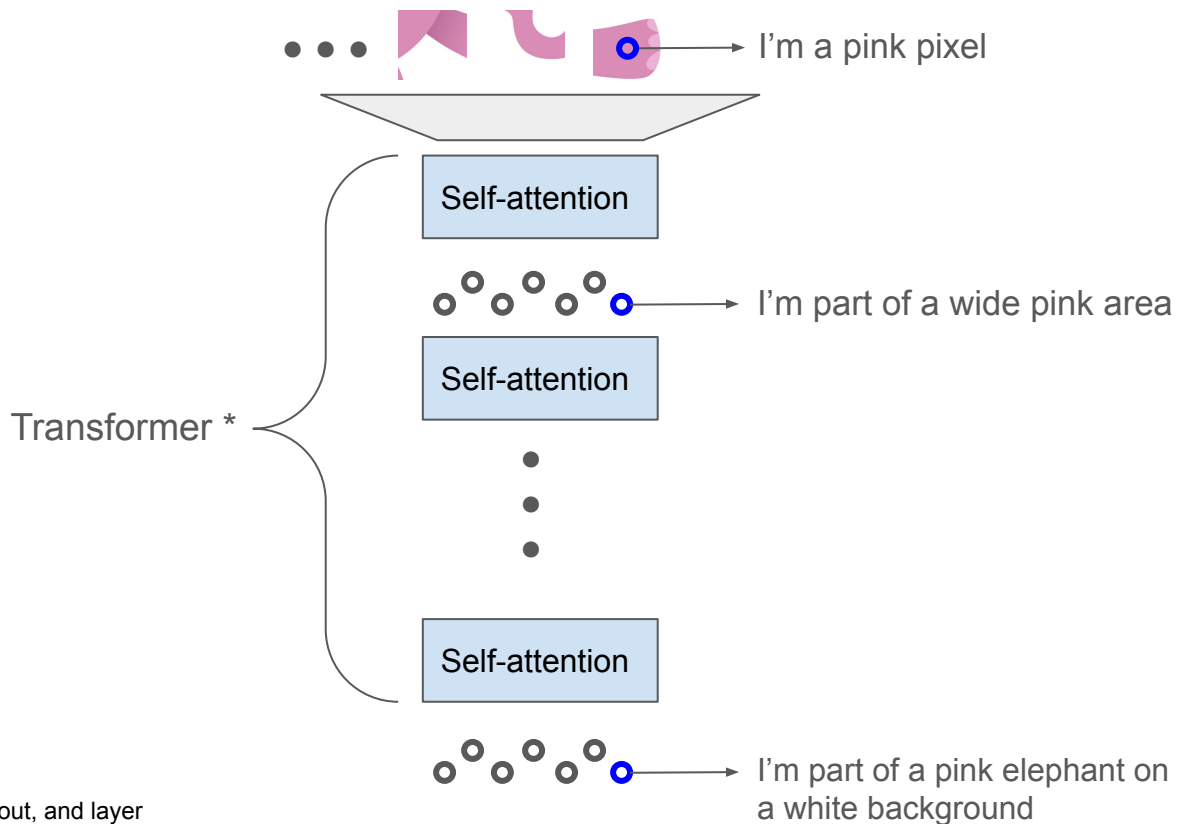 I’m a pink pixel
Self-attention
I’m part of a wide pink area
Self-attention
Transformer *
Self-attention
I’m part of a pink elephant on
a white background
out, and layer